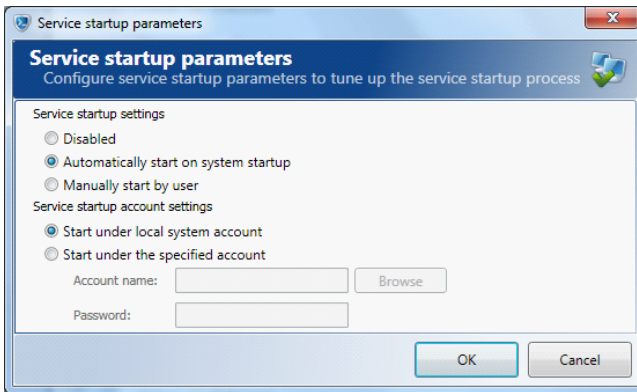 Service startup parameters
Service startup parameters
Configure service startup parameters to tune up the service startup process
Service startup settings
Disabled
Automatically start on system startup
Manually start by user
Service startup account settings
Start under local system account
Start under the specified account
Account name:
Browse
Password:
OK
Cancel